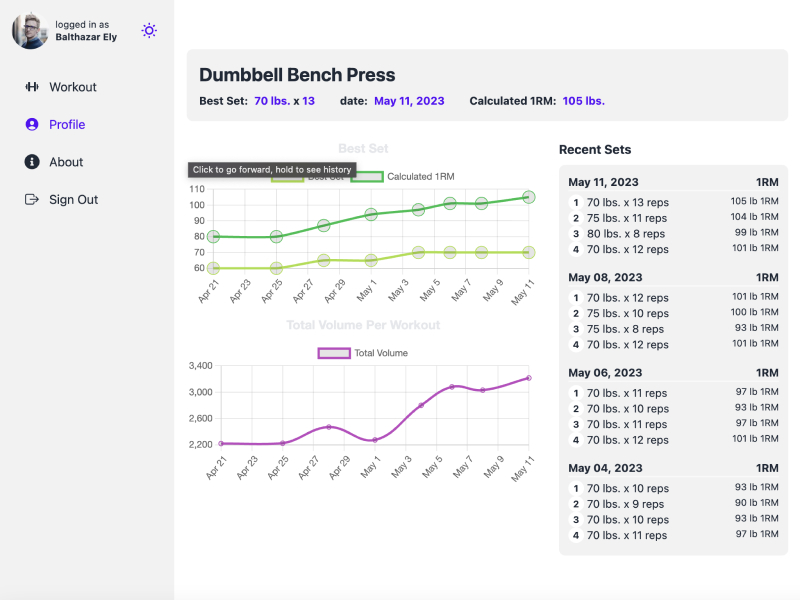 logged in as
Balthazar Ely
Workout
Profile
About
Sign Out
Dumbbell Bench Press
Best Set: 70 lbs. x 13 date: May 11, 2023 Calculated 1RM: 105 lbs.
Best Set
Click to go forward, hold to see history
Best Set Calculated 1RM
110
100
90
80
70
60
Apr 21 Apr 23 Apr 25 Apr 27 Apr 29 May 1 May 3 May 5 May 7 May 9 May 11
Total Volume Per Workout
Total Volume
3,400
3,000
2,600
2,200
Apr 21 Apr 23 Apr 25 Apr 27 Apr 29 May 1 May 3 May 5 May 7 May 9 May 11
Recent Sets
May 11, 2023 1RM
1 70 lbs. x 13 reps 105 lb 1RM
2 75 lbs. x 11 reps 104 lb 1RM
3 80 lbs. x 8 reps 99 lb 1RM
4 70 lbs. x 12 reps 101 lb 1RM
May 08, 2023 1RM
1 70 lbs. x 12 reps 101 lb 1RM
2 75 lbs. x 10 reps 100 lb 1RM
3 75 lbs. x 8 reps 93 lb 1RM
4 70 lbs. x 12 reps 101 lb 1RM
May 06, 2023 1RM
1 70 lbs. x 11 reps 97 lb 1RM
2 70 lbs. x 10 reps 93 lb 1RM
3 70 lbs. x 11 reps 97 lb 1RM
4 70 lbs. x 12 reps 101 lb 1RM
May 04, 2023 1RM
1 70 lbs. x 10 reps 93 lb 1RM
2 70 lbs. x 9 reps 90 lb 1RM
3 70 lbs. x 10 reps 93 lb 1RM
4 70 lbs. x 11 reps 97 lb 1RM